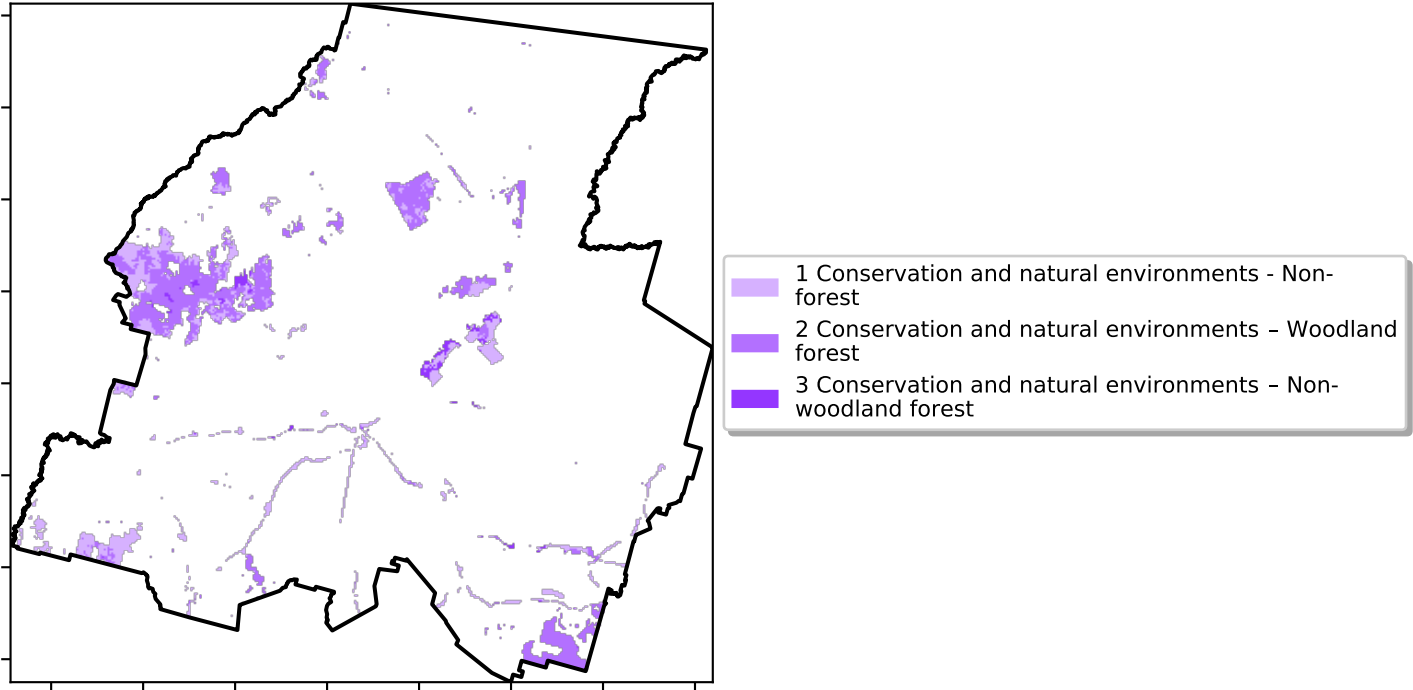 1 Conservation and natural environments - Non-
forest
2 Conservation and natural environments – Woodland
forest
3 Conservation and natural environments – Non-
woodland forest